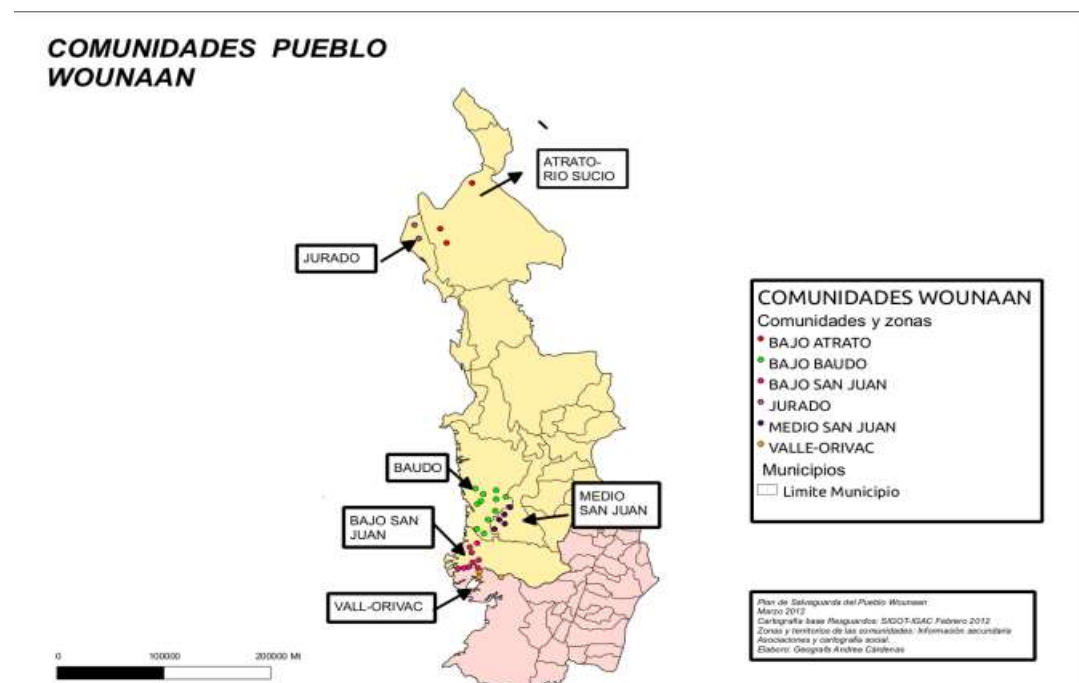 COMUNIDADES PUEBLO
WOUNAAN
ATRATO-
RIO SUCIO
JURADO
COMUNIDADES WOUNAAN
Comunidades y zonas
BAJO ATRATO
BAJO BAUDO
BAJO SAN JUAN
JURADO
MEDIO SAN JUAN
VALLE-ORIVAC
Municipios
Limite Municipio
BAUDO
MEDIO
SAN JUAN
BAJO SAN
JUAN
VALL-ORIVAC
Plan de Salvaguarda del Pueblo Wounaan
Marzo 2012
Cartografia base Resguardos: SIGOT-IGAC Febrero 2012
Zonas y territorios de las comunidades: Información secundaria
Asociaciones y cartografia social.
Elaboro: Geografa Andrea Cárdenas
0 100000 200000 Mt